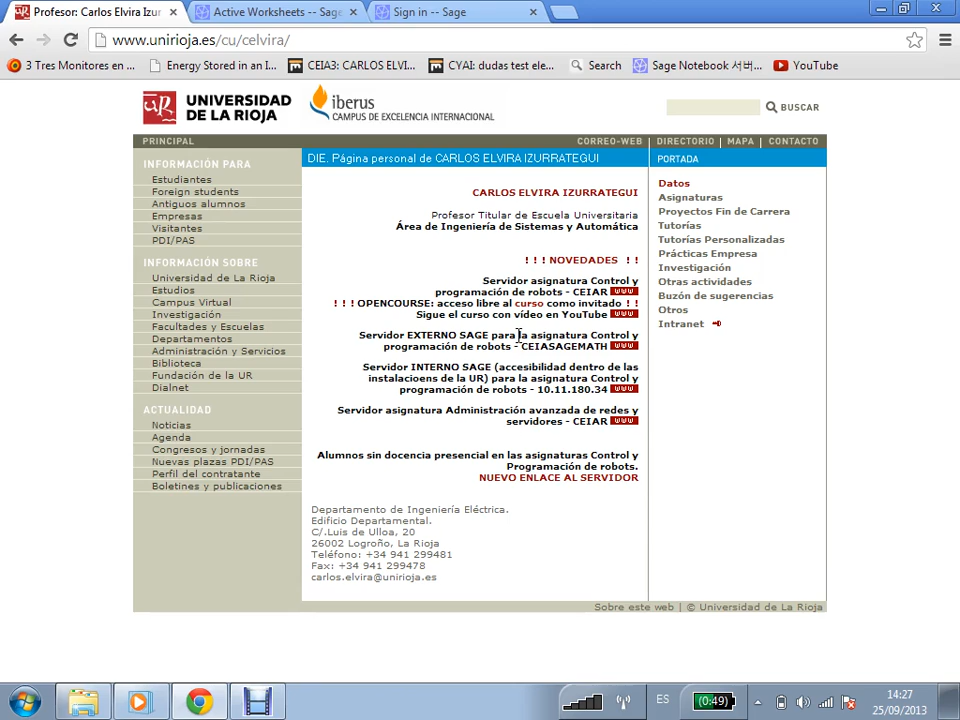 Profesor: Carlos Elvira Izur
Active Worksheets -- Sage
Sign in -- Sage
www.unirioja.es/cu/celvira/
3 Tres Monitores en ...
Energy Stored in an I...
CEIA3: CARLOS ELVI...
CYAI: dudas test ele...
Search
Sage Notebook 서버...
YouTube
UNIVERSIDAD
DE LA RIOJA
iberus
CAMPUS DE EXCELENCIA INTERNACIONAL
BUSCAR
PRINCIPAL
CORREO-WEB | DIRECTORIO | MAPA | CONTACTO
INFORMACIÓN PARA
Estudiantes
Foreign students
Antiguos alumnos
Empresas
Visitantes
PDI/PAS
INFORMACIÓN SOBRE
Universidad de La Rioja
Estudios
Campus Virtual
Investigación
Facultades y Escuelas
Departamentos
Administración y Servicios
Biblioteca
Fundación de la UR
Dialnet
ACTUALIDAD
Noticias
Agenda
Congresos y jornadas
Nuevas plazas PDI/PAS
Perfil del contratante
Boletines y publicaciones
DIE. Página personal de CARLOS ELVIRA IZURRATEGUI
CARLOS ELVIRA IZURRATEGUI
Profesor Titular de Escuela Universitaria
Área de Ingeniería de Sistemas y Automática
! ! ! NOVEDADES ! !
Servidor asignatura Control y
programación de robots - CEIAR WWW
! ! ! OPENCOURSE: acceso libre al curso como invitado ! !
Sigue el curso con vídeo en YouTube WWW
Servidor EXTERNO SAGE para la asignatura Control y
programación de robots - CEIASAGEMATH WWW
Servidor INTERNO SAGE (accesibilidad dentro de las
instalacioens de la UR) para la asignatura Control y
programación de robots - 10.11.180.34 WWW
Servidor asignatura Administración avanzada de redes y
servidores - CEIAR WWW
Alumnos sin docencia presencial en las asignaturas Control y
Programación de robots.
NUEVO ENLACE AL SERVIDOR
Departamento de Ingeniería Eléctrica.
Edificio Departamental.
C/.Luis de Ulloa, 20
26002 Logroño, La Rioja
Teléfono: +34 941 299481
Fax: +34 941 299478
carlos.elvira@unirioja.es
PORTADA
Datos
Asignaturas
Proyectos Fin de Carrera
Tutorías
Tutorías Personalizadas
Prácticas Empresa
Investigación
Otras actividades
Buzón de sugerencias
Otros
Intranet
Sobre este web | © Universidad de La Rioja
ES
(0:49)
14:27
25/09/2013